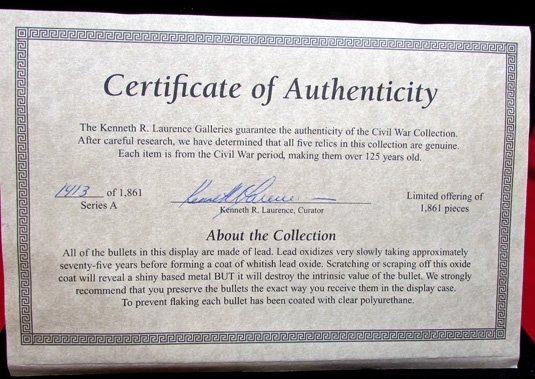 Certificate of Authenticity
The Kenneth R. Laurence Galleries guarantee the authenticity of the Civil War Collection.
After careful research, we have determined that all five relics in this collection are genuine.
Each item is from the Civil War period, making them over 125 years old.
1413 of 1,861
Series A
Kenneth R. Laurence
Kenneth R. Laurence, Curator
Limited offering of
1,861 pieces
About the Collection
All of the bullets in this display are made of lead. Lead oxidizes very slowly taking approximately
seventy-five years before forming a coat of whitish lead oxide. Scratching or scraping off this oxide
coat will reveal a shiny based metal BUT it will destroy the intrinsic value of the bullet. We strongly
recommend that you preserve the bullets the exact way you receive them in the display case.
To prevent flaking each bullet has been coated with clear polyurethane.